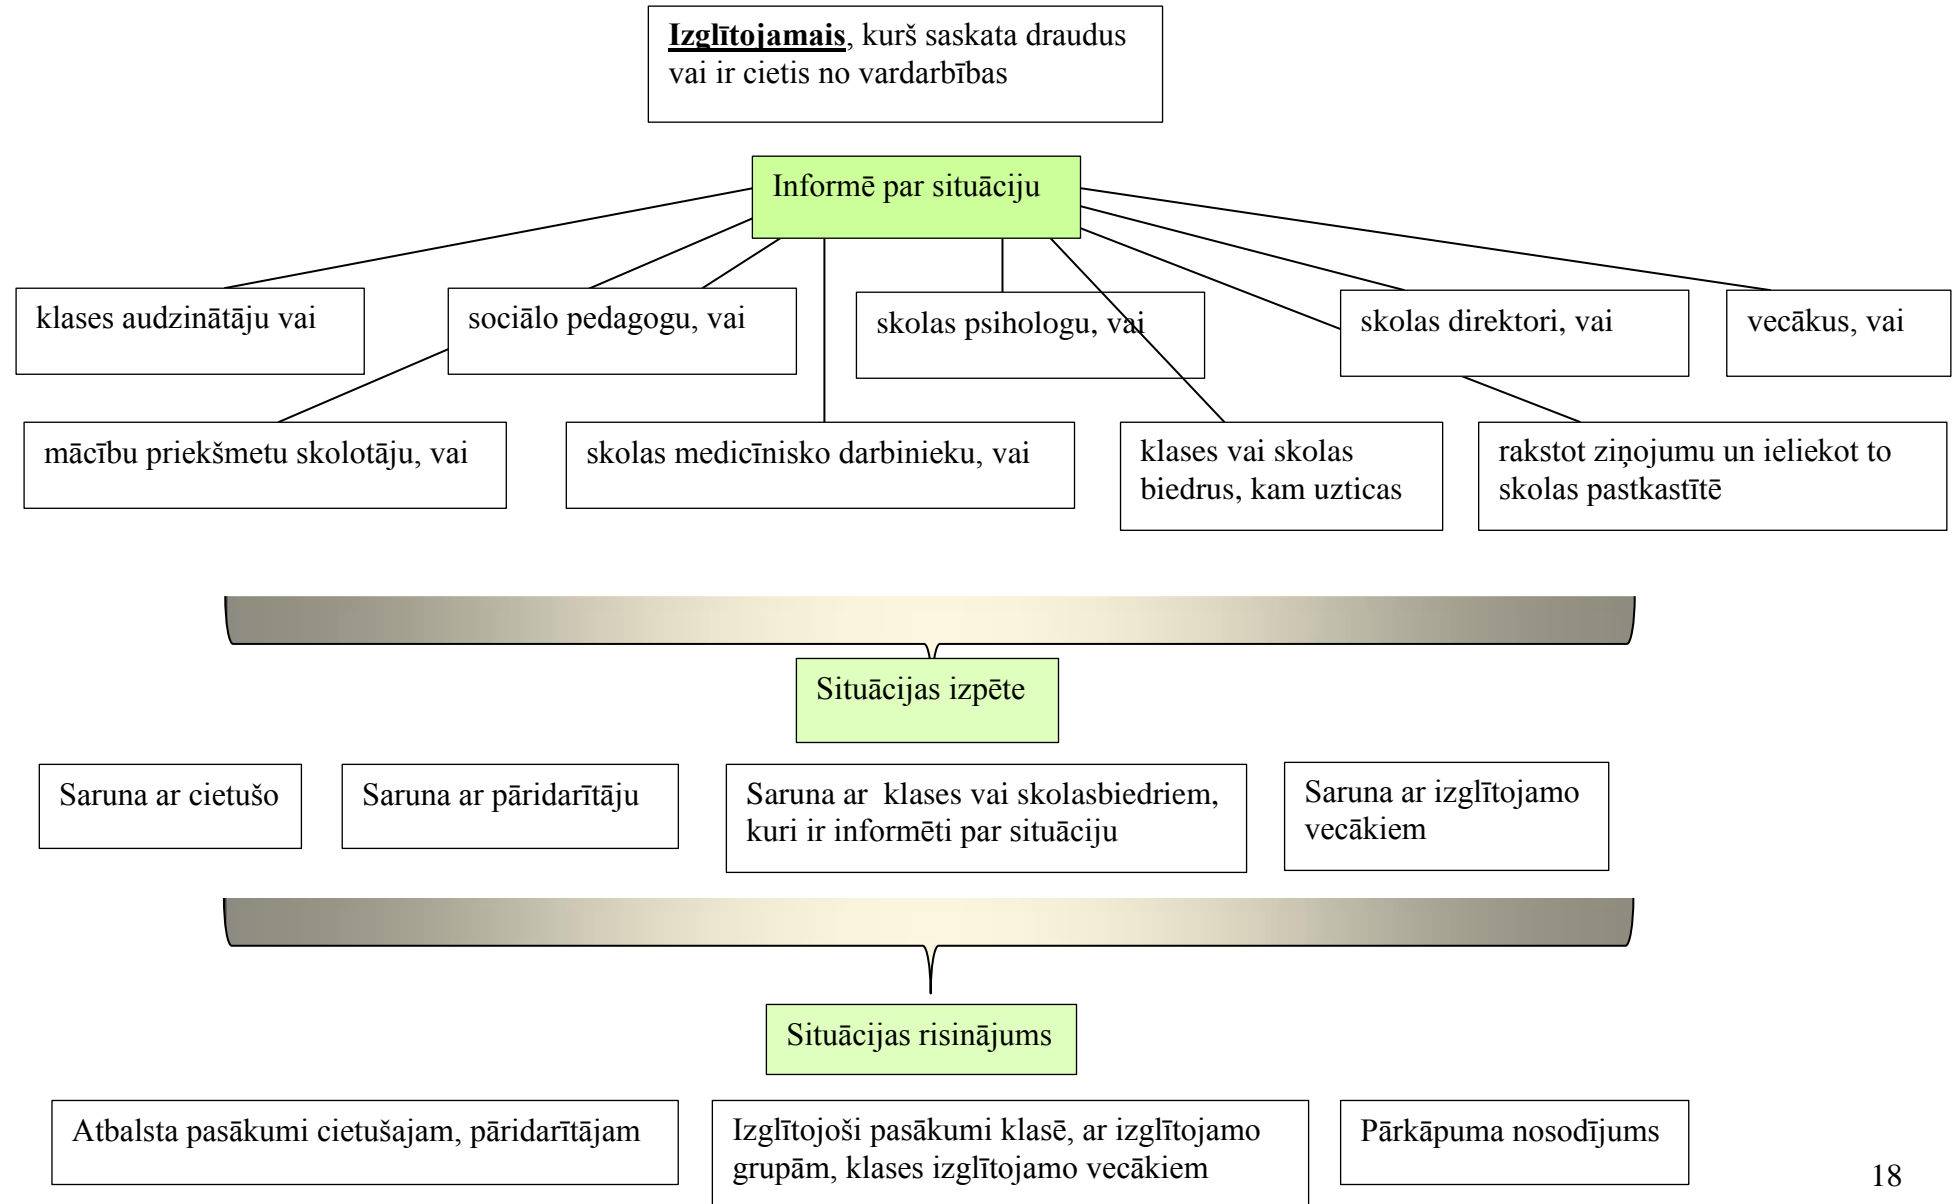 Izglītojamais, kurš saskata draudus
vai ir cietis no vardarbības
Informē par situāciju
klases audzinātāju vai
sociālo pedagogu, vai
skolas psihologu, vai
skolas direktori, vai
vecākus, vai
mācību priekšmetu skolotāju, vai
skolas medicīnisko darbinieku, vai
klases vai skolas
biedrus, kam uzticas
rakstot ziņojumu un ieliekot to
skolas pastkastītē
Situācijas izpēte
Saruna ar cietušo
Saruna ar pāridarītāju
Saruna ar klases vai skolasbiedriem,
kuri ir informēti par situāciju
Saruna ar izglītojamo
vecākiem
Situācijas risinājums
Atbalsta pasākumi cietušajam, pāridarītājam
Izglītojoši pasākumi klasē, ar izglītojamo
grupām, klases izglītojamo vecākiem
Pārkāpuma nosodījums
18